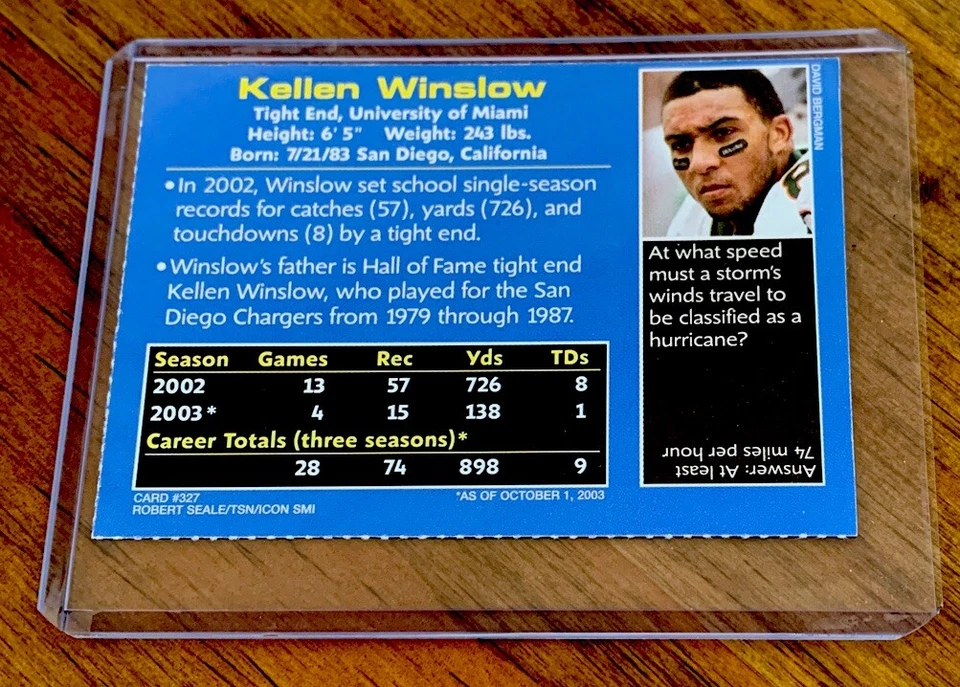 Kellen Winslow
Tight End, University of Miami
Height: 6' 5" Weight: 243 lbs.
Born: 7/21/83 San Diego, California
•In 2002, Winslow set school single-season
records for catches (57), yards (726), and
touchdowns (8) by a tight end.
•Winslow's father is Hall of Fame tight end
Kellen Winslow, who played for the San
Diego Chargers from 1979 through 1987.
Season Games Rec Yds TDs
2002 13 57 726 8
2003* 4 15 138 1
Career Totals (three seasons)*
28 74 898 9
CARD #327
ROBERT SEALE/TSN/ICON SMI
*AS OF OCTOBER 1, 2003
DAVID BERGMAN
At what speed
must a storm's
winds travel to
be classified as a
hurricane?
Answer: At least
74 miles per
hour